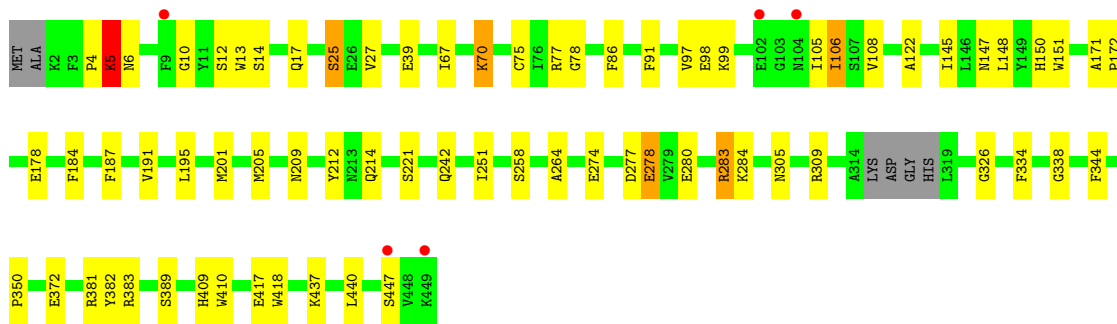 MET ALA K2 F3 P4 K5 N6 F9 G10 Y11 S12 W13 S14 Q17 S25 E26 V27 E39 I67 K70 C75 I76 R77 G78 F86 F91 V97 E98 K99 E102 G103 N104 I105 I106 S107 V108 A122 I145 L146 N147 L148 Y149 H150 W151 A171 P172
E178 F184 F187 V191 L195 M201 M205 N209 Y212 N213 Q214 S221 Q242 I251 S258 A264 E274 D277 E278 V279 E280 R283 K284 N305 R309 A314 LYS ASP GLY HIS L319 G326 F334 G338 F344
P350 E372 R381 Y382 R383 S389 H409 W410 E417 W418 K437 L440 S447 V448 K449